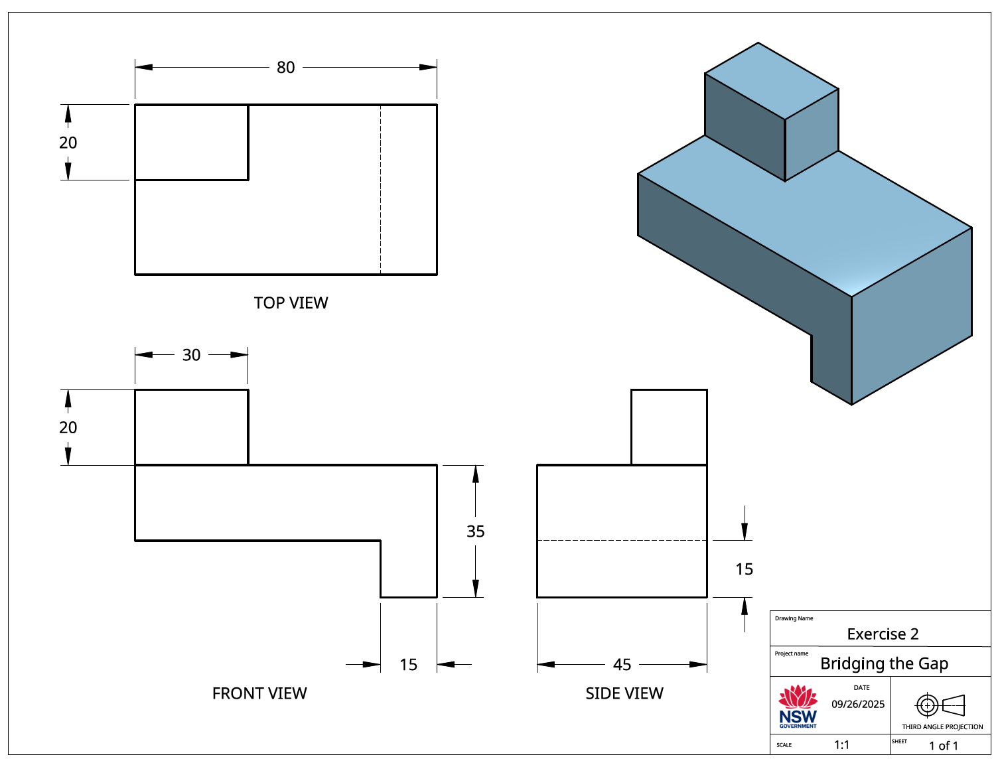 80
20
TOP VIEW
30
20
35
15
15
45
FRONT VIEW
SIDE VIEW
Drawing Name
Exercise 2
Project name
Bridging the Gap
NSW
GOVERNMENT
DATE
09/26/2025
THIRD ANGLE PROJECTION
SCALE
1:1
SHEET
1 of 1